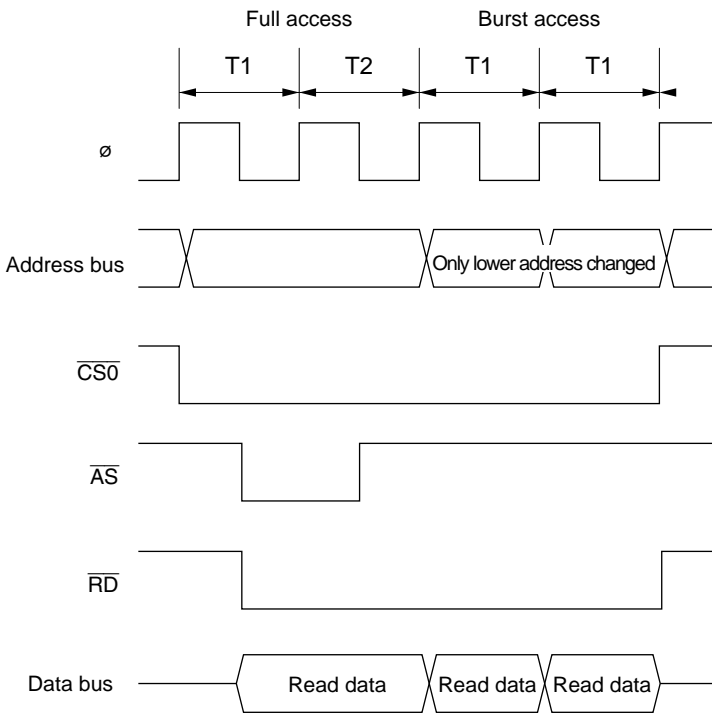 Full access Burst access
T1 T2 T1 T1
ø
Address bus Only lower address changed
CS0
AS
RD
Data bus Read data Read data Read data